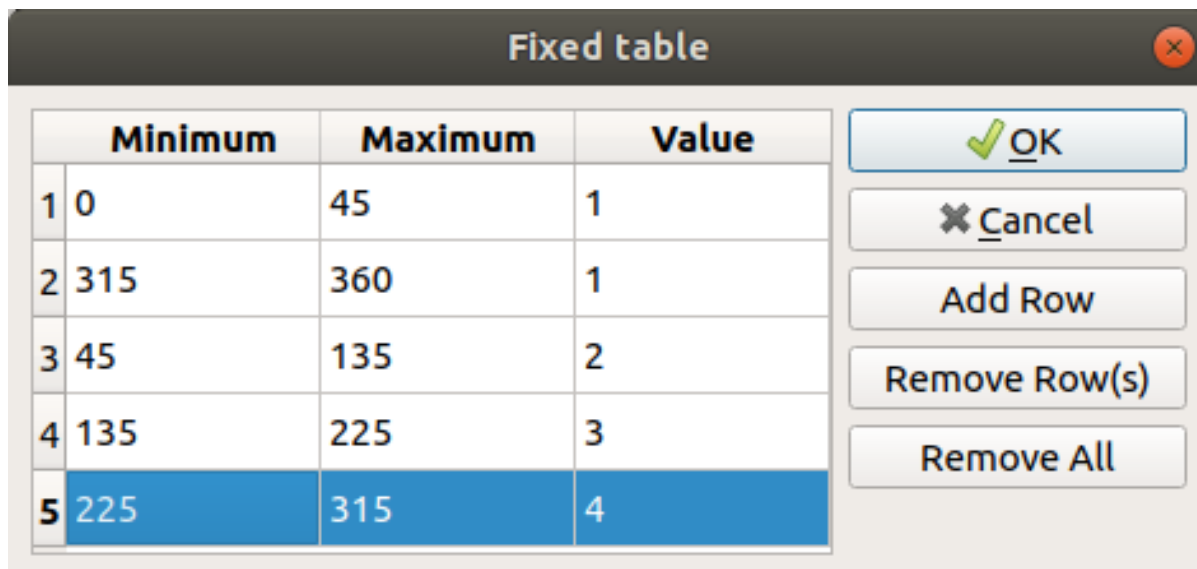 Fixed table
Minimum Maximum Value
1 0 45 1
2 315 360 1
3 45 135 2
4 135 225 3
5 225 315 4
OK
Cancel
Add Row
Remove Row(s)
Remove All